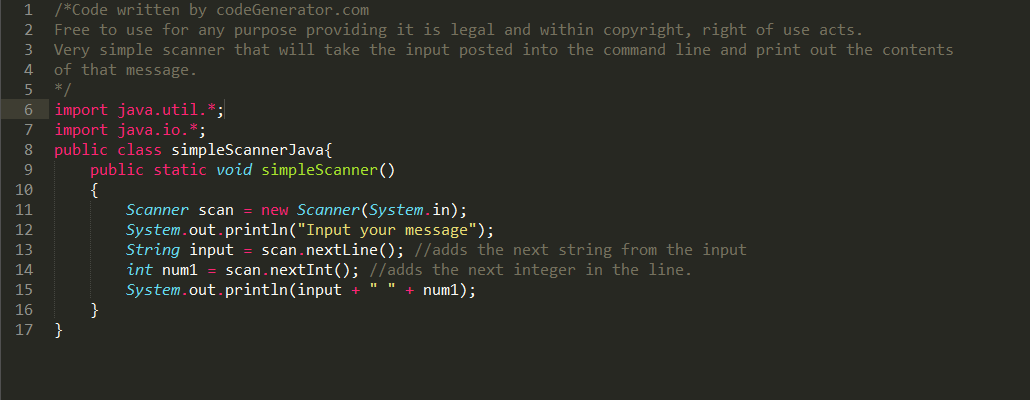 1 /*Code written by codeGenerator.com
2 Free to use for any purpose providing it is legal and within copyright, right of use acts.
3 Very simple scanner that will take the input posted into the command line and print out the contents
4 of that message.
5 */
6 import java.util.*;
7 import java.io.*;
8 public class simpleScannerJava{
9 public static void simpleScanner()
10 {
11 Scanner scan = new Scanner(System.in);
12 System.out.println("Input your message");
13 String input = scan.nextLine(); //adds the next string from the input
14 int num1 = scan.nextInt(); //adds the next integer in the line.
15 System.out.println(input + " " + num1);
16 }
17 }